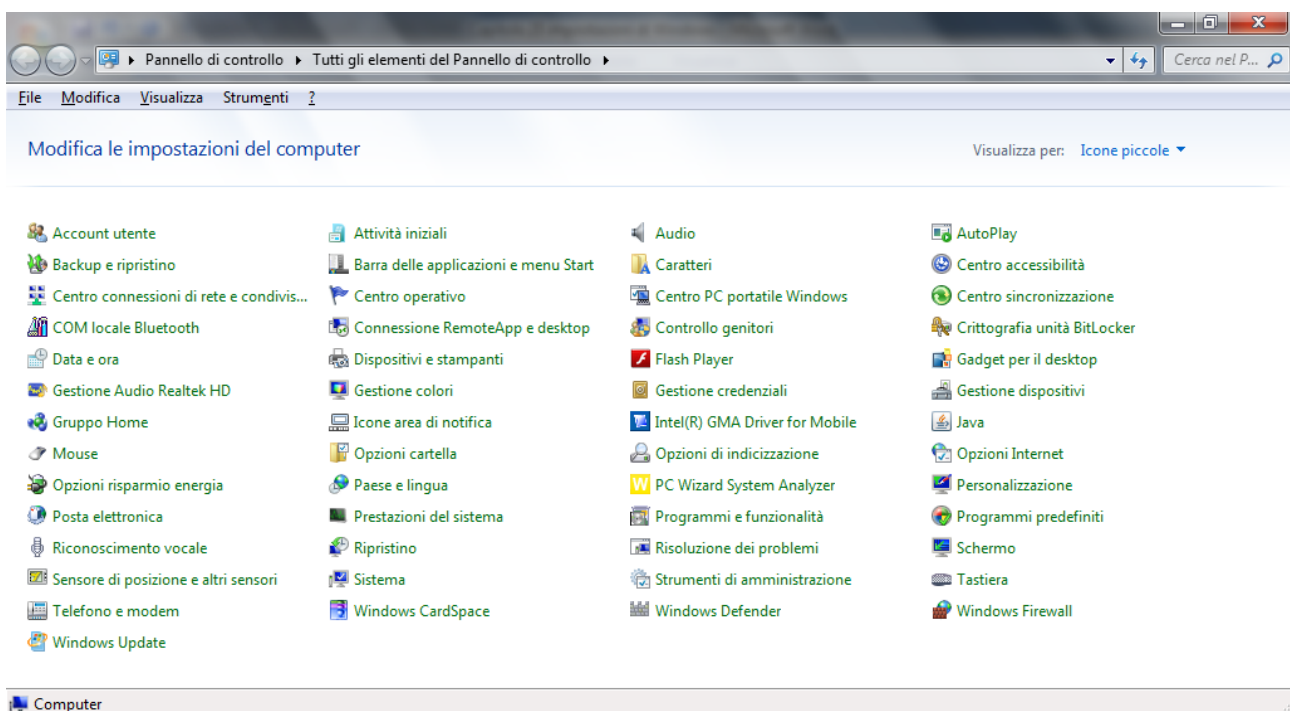 Pannello di controllo Tutti gli elementi del Pannello di controllo Cerca nel P...
File Modifica Visualizza Strumenti ?
Modifica le impostazioni del computer Visualizza per: Icone piccole
Account utente Attività iniziali Audio AutoPlay
Backup e ripristino Barra delle applicazioni e menu Start Caratteri Centro accessibilità
Centro connessioni di rete e condivis... Centro operativo Centro PC portatile Windows Centro sincronizzazione
COM locale Bluetooth Connessione RemoteApp e desktop Controllo genitori Crittografia unità BitLocker
Data e ora Dispositivi e stampanti Flash Player Gadget per il desktop
Gestione Audio Realtek HD Gestione colori Gestione credenziali Gestione dispositivi
Gruppo Home Icone area di notifica Intel(R) GMA Driver for Mobile Java
Mouse Opzioni cartella Opzioni di indicizzazione Opzioni Internet
Opzioni risparmio energia Paese e lingua PC Wizard System Analyzer Personalizzazione
Posta elettronica Prestazioni del sistema Programmi e funzionalità Programmi predefiniti
Riconoscimento vocale Ripristino Risoluzione dei problemi Schermo
Sensore di posizione e altri sensori Sistema Strumenti di amministrazione Tastiera
Telefono e modem Windows CardSpace Windows Defender Windows Firewall
Windows Update
Computer